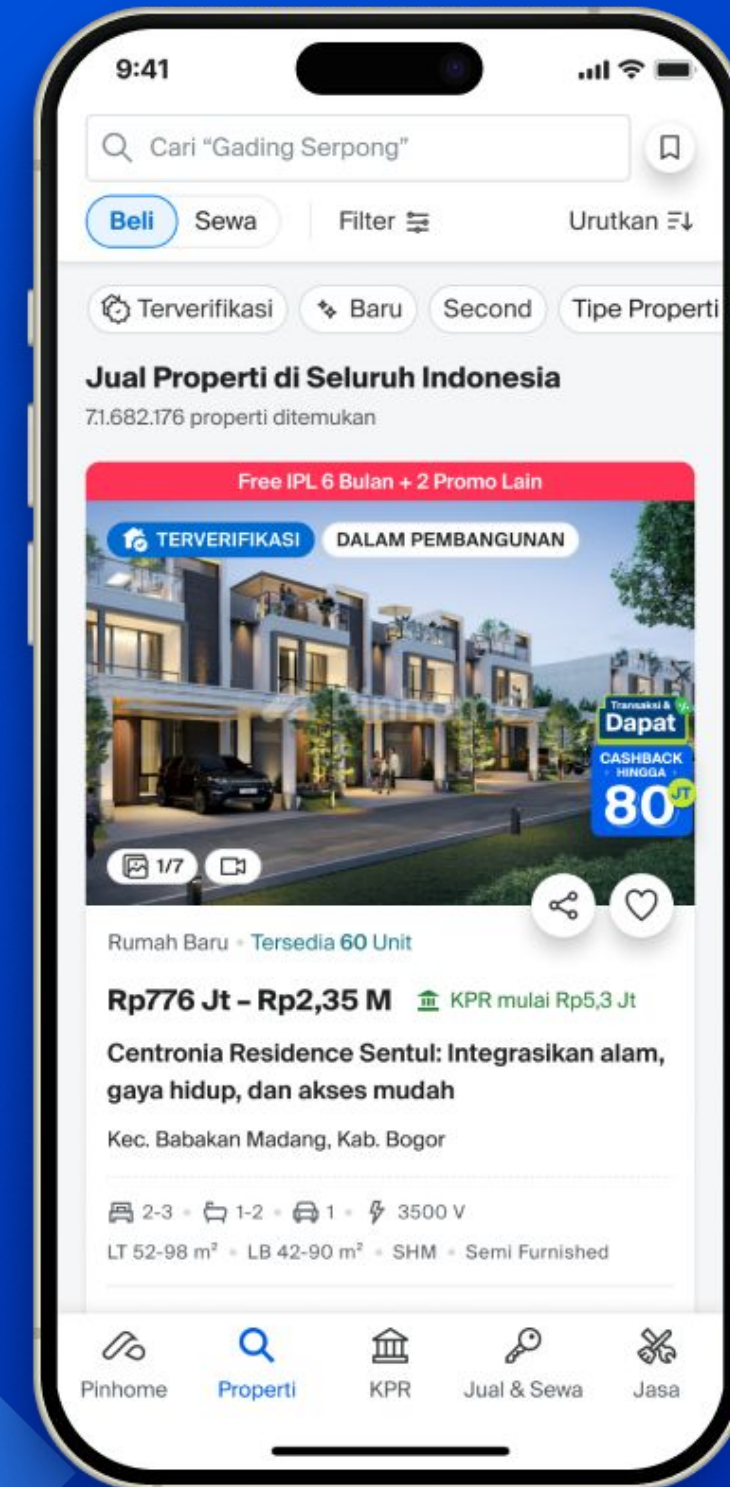 9:41
Cari “Gading Serpong”
Beli
Sewa
Filter
Urutkan
Terverifikasi
Baru
Second
Tipe Properti
Jual Properti di Seluruh Indonesia
71.682.176 properti ditemukan
Free IPL 6 Bulan + 2 Promo Lain
TERVERIFIKASI
DALAM PEMBANGUNAN
Pinhome
Transaksi &
Dapat
CASHBACK
HINGGA
80 JT
1/7
Rumah Baru • Tersedia 60 Unit
Rp776 Jt – Rp2,35 M
KPR mulai Rp5,3 Jt
Centronia Residence Sentul: Integrasikan alam,
gaya hidup, dan akses mudah
Kec. Babakan Madang, Kab. Bogor
2-3 • 1-2 • 1 • 3500 V
LT 52-98 m² • LB 42-90 m² • SHM • Semi Furnished
Pinhome
Properti
KPR
Jual & Sewa
Jasa